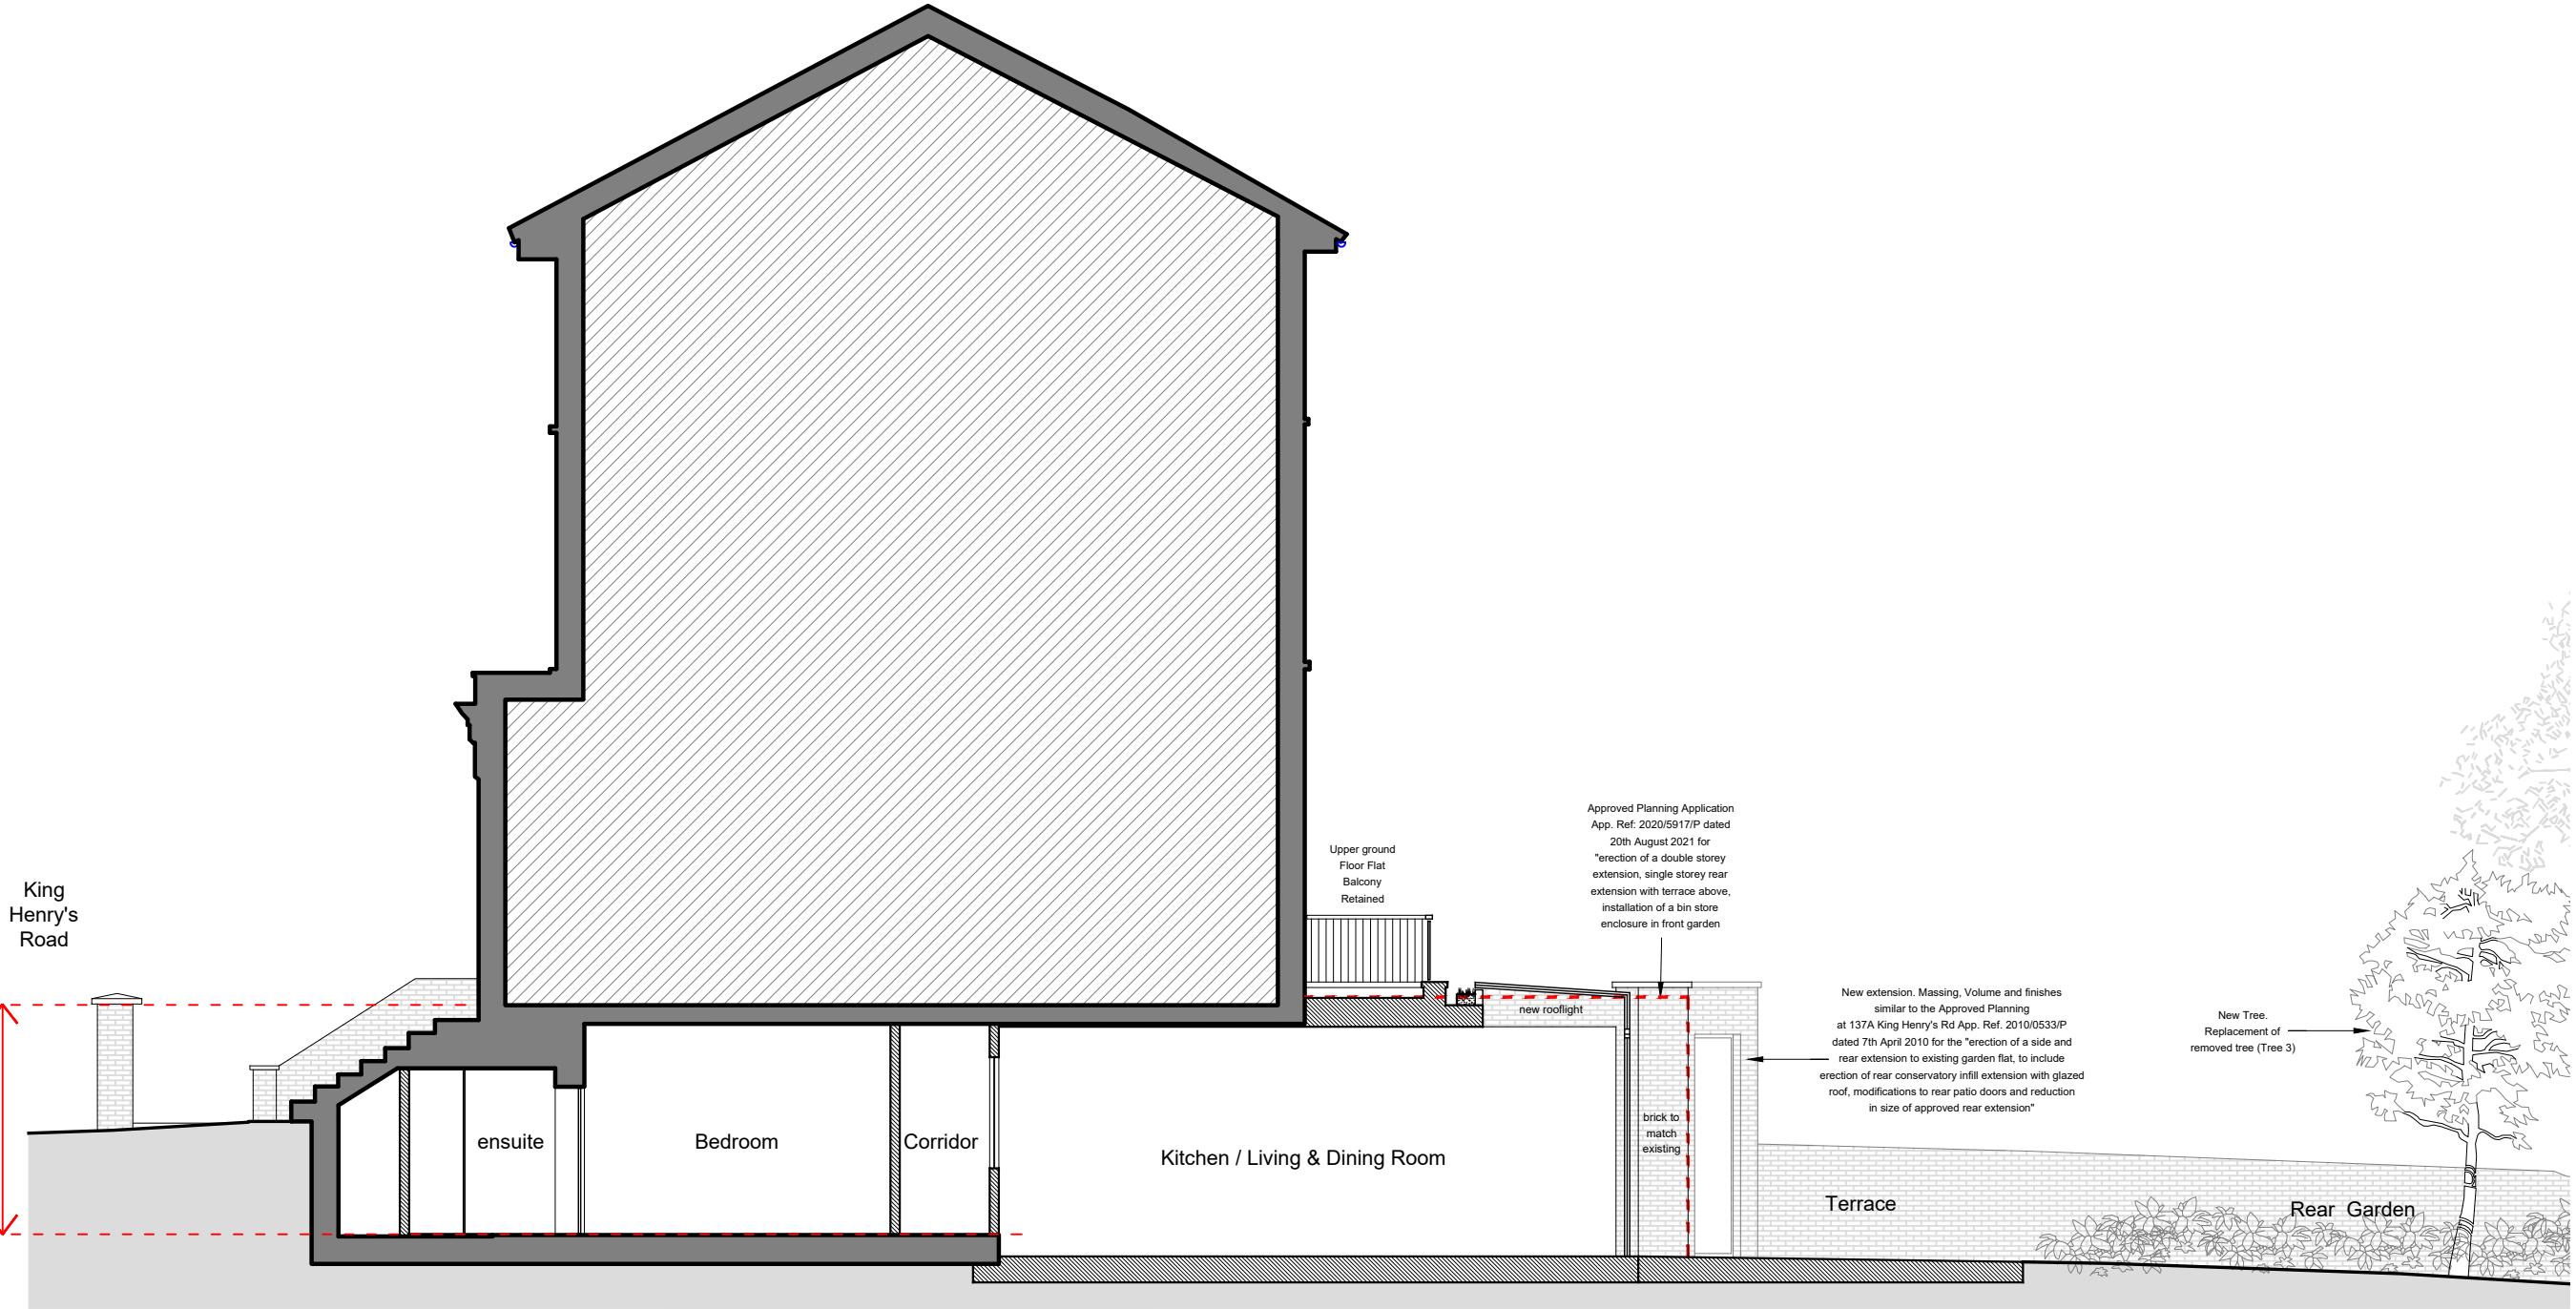 King
Henry's
Road
ensuite
Bedroom
Corridor
Kitchen / Living & Dining Room
Upper ground
Floor Flat
Balcony
Retained
Approved Planning Application
App. Ref: 2020/5917/P dated
20th August 2021 for
"erection of a double storey
extension, single storey rear
extension with terrace above,
installation of a bin store
enclosure in front garden
new rooflight
brick to
match
existing
New extension. Massing, Volume and finishes
similar to the Approved Planning
at 137A King Henry's Rd App. Ref. 2010/0533/P
dated 7th April 2010 for the "erection of a side and
rear extension to existing garden flat, to include
erection of rear conservatory infill extension with glazed
roof, modifications to rear patio doors and reduction
in size of approved rear extension"
Terrace
New Tree.
Replacement of
removed tree (Tree 3)
Rear Garden